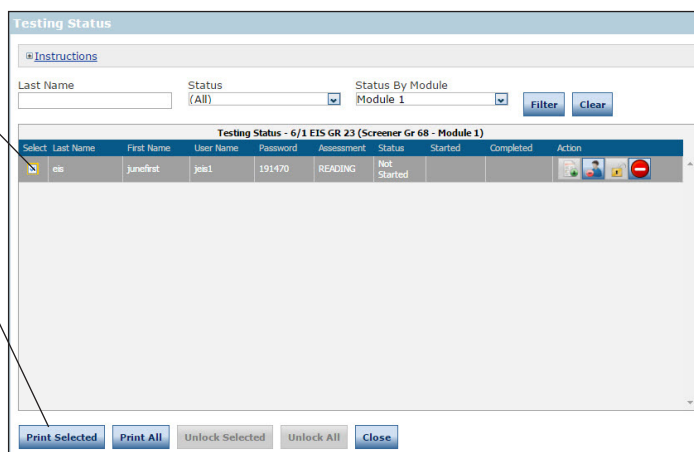 Testing Status
Instructions
Last Name Status Status By Module
(All) Module 1 Filter Clear
Testing Status - 6/1 EIS GR 23 (Screener Gr 68 - Module 1)
Select Last Name First Name User Name Password Assessment Status Started Completed Action
eis junefirst jeis1 191470 READING Not
Started
Print Selected Print All Unlock Selected Unlock All Close